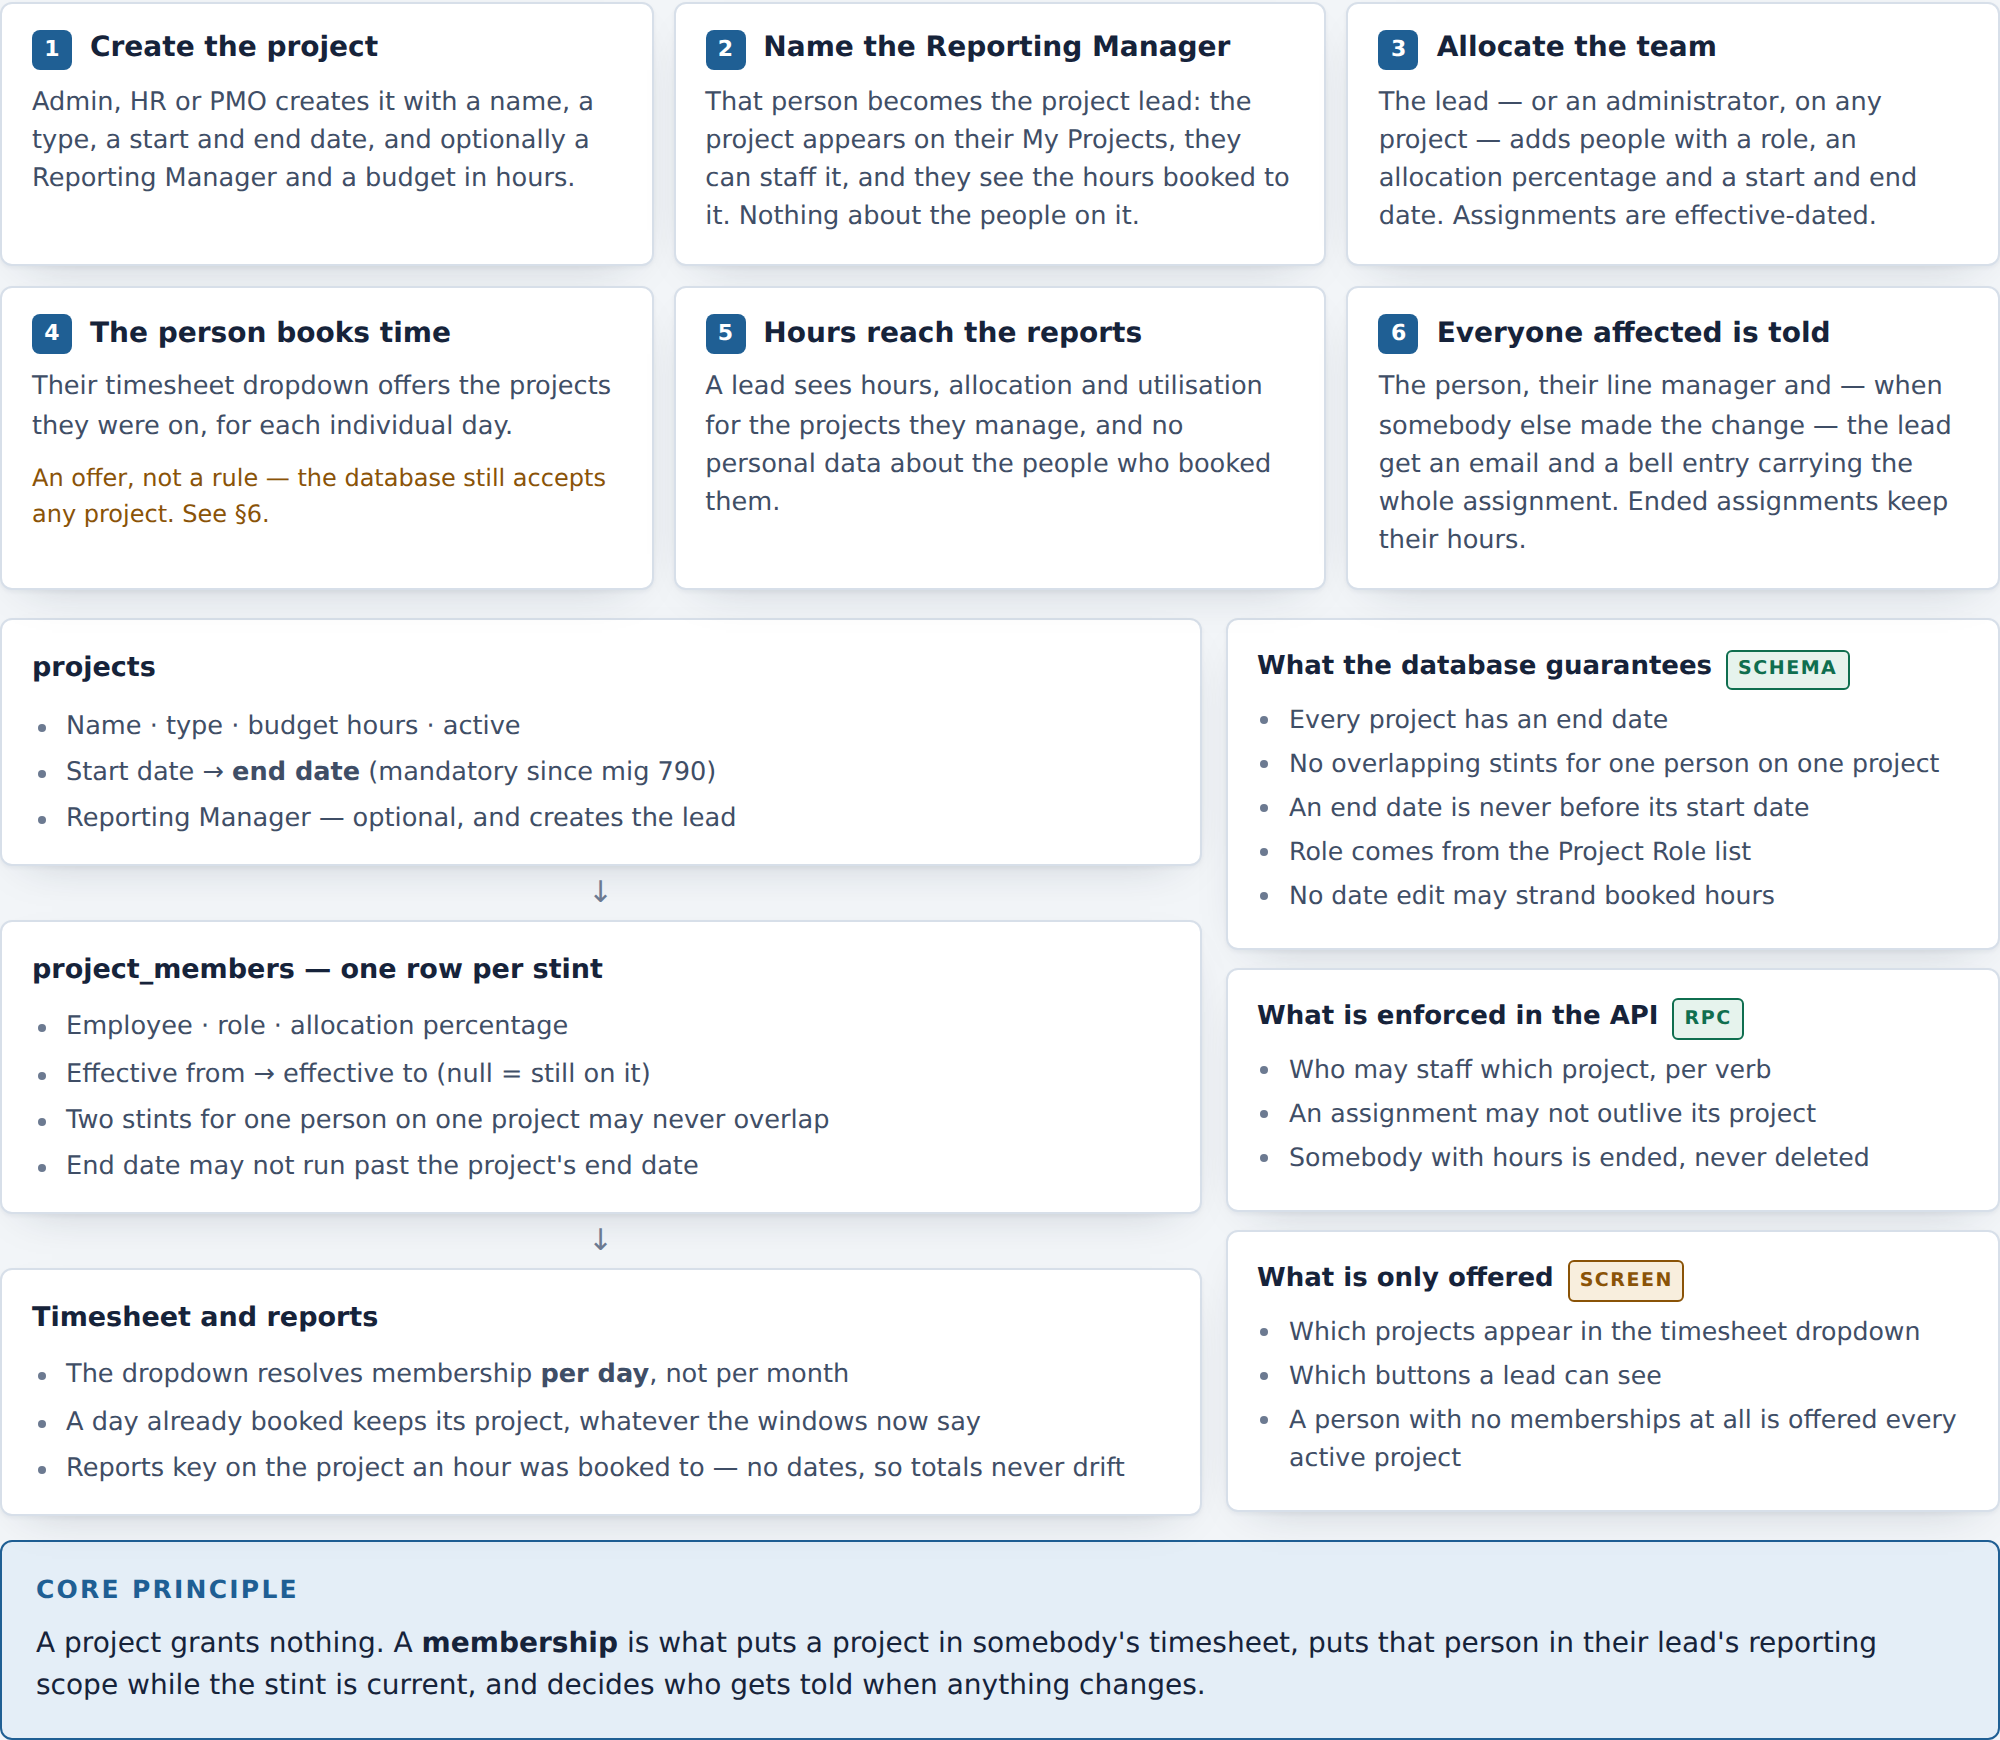 1 Create the project
Admin, HR or PMO creates it with a name, a
type, a start and end date, and optionally a
Reporting Manager and a budget in hours.
2 Name the Reporting Manager
That person becomes the project lead: the
project appears on their My Projects, they
can staff it, and they see the hours booked to
it. Nothing about the people on it.
3 Allocate the team
The lead — or an administrator, on any
project — adds people with a role, an
allocation percentage and a start and end
date. Assignments are effective-dated.
4 The person books time
Their timesheet dropdown offers the projects
they were on, for each individual day.
An offer, not a rule — the database still accepts
any project. See §6.
5 Hours reach the reports
A lead sees hours, allocation and utilisation
for the projects they manage, and no
personal data about the people who booked
them.
6 Everyone affected is told
The person, their line manager and — when
somebody else made the change — the lead
get an email and a bell entry carrying the
whole assignment. Ended assignments keep
their hours.
projects
• Name · type · budget hours · active
• Start date → end date (mandatory since mig 790)
• Reporting Manager — optional, and creates the lead
↓
project_members — one row per stint
• Employee · role · allocation percentage
• Effective from → effective to (null = still on it)
• Two stints for one person on one project may never overlap
• End date may not run past the project's end date
↓
Timesheet and reports
• The dropdown resolves membership per day, not per month
• A day already booked keeps its project, whatever the windows now say
• Reports key on the project an hour was booked to — no dates, so totals never drift
What the database guarantees SCHEMA
• Every project has an end date
• No overlapping stints for one person on one project
• An end date is never before its start date
• Role comes from the Project Role list
• No date edit may strand booked hours
What is enforced in the API RPC
• Who may staff which project, per verb
• An assignment may not outlive its project
• Somebody with hours is ended, never deleted
What is only offered SCREEN
• Which projects appear in the timesheet dropdown
• Which buttons a lead can see
• A person with no memberships at all is offered every
active project
CORE PRINCIPLE
A project grants nothing. A membership is what puts a project in somebody's timesheet, puts that person in their lead's reporting
scope while the stint is current, and decides who gets told when anything changes.